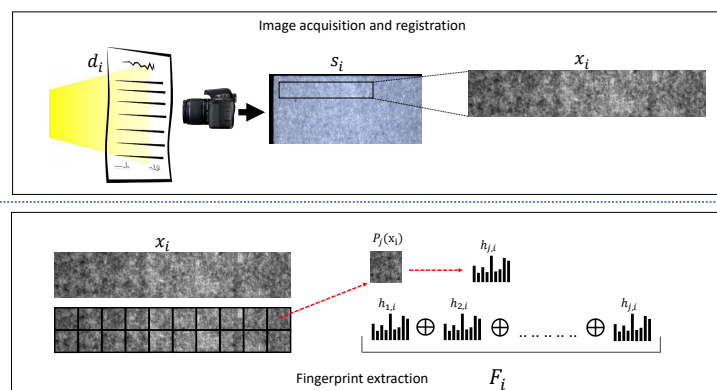 Image acquisition and registration
d_i
s_i
x_i
x_i
P_j(x_i)
h_{j,i}
h_{1,i} ⊕ h_{2,i} ⊕ .. .. .. .. .. ⊕ h_{j,i}
Fingerprint extraction
F_i